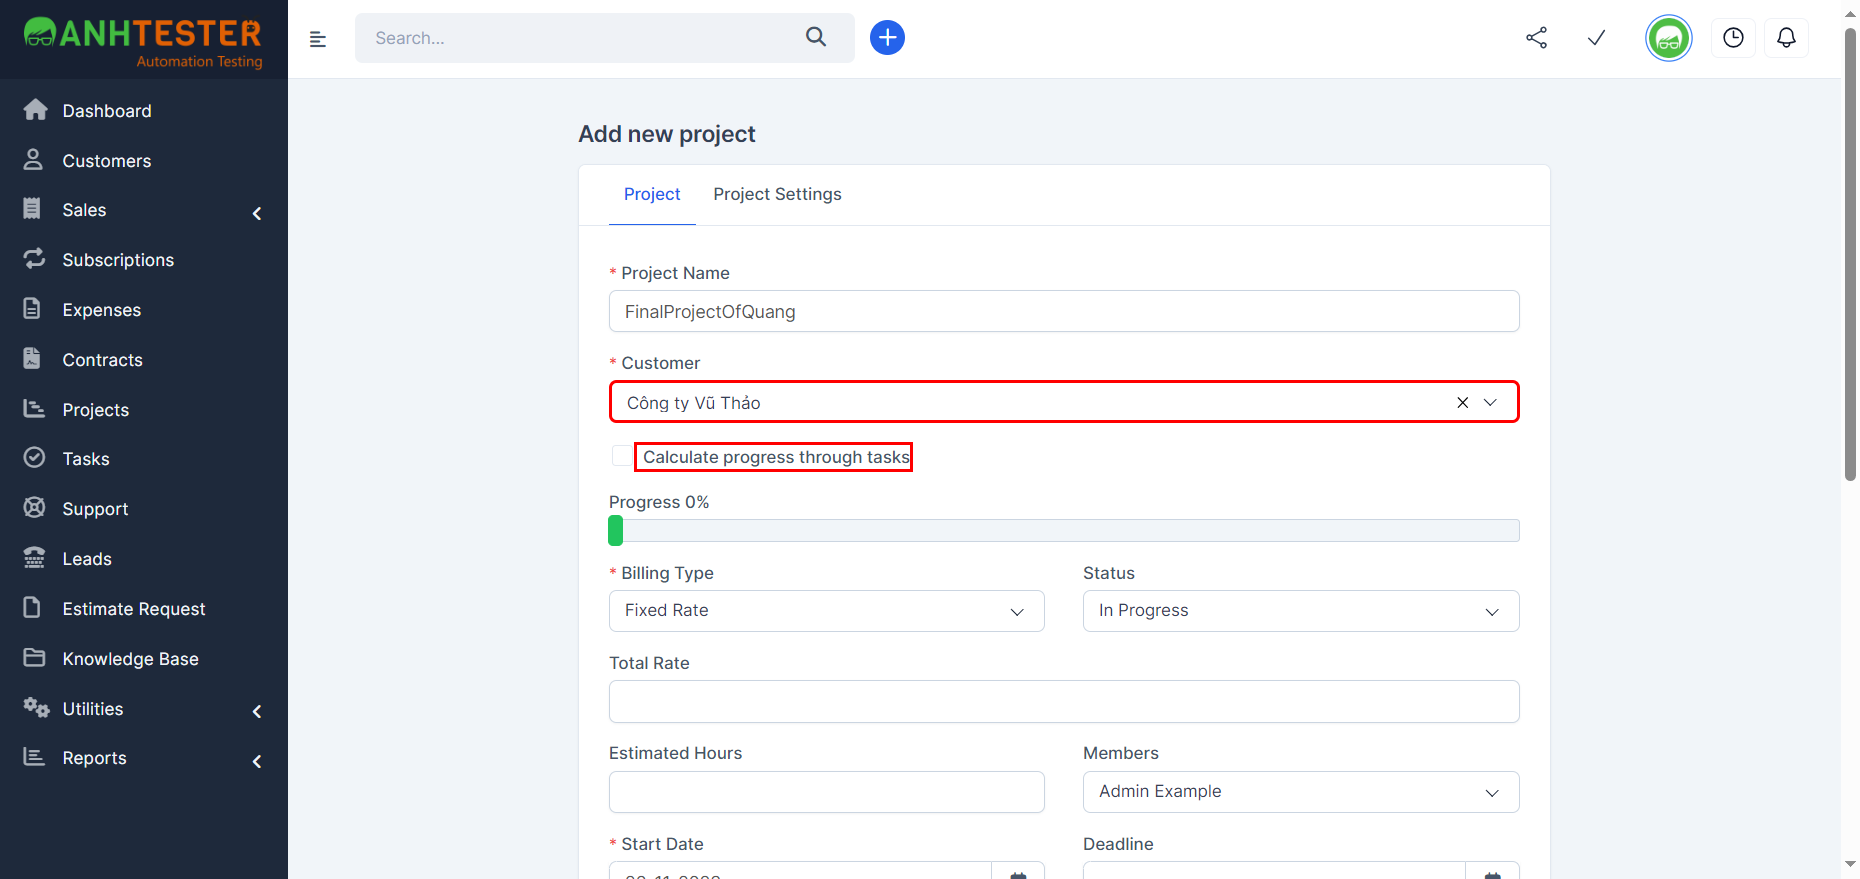 ANHTESTER
Automation Testing
Search...
Dashboard
Customers
Sales
Subscriptions
Expenses
Contracts
Projects
Tasks
Support
Leads
Estimate Request
Knowledge Base
Utilities
Reports
Add new project
Project Project Settings
* Project Name
FinalProjectOfQuang
* Customer
Công ty Vũ Thảo
Calculate progress through tasks
Progress 0%
* Billing Type Status
Fixed Rate In Progress
Total Rate
Estimated Hours Members
Admin Example
* Start Date Deadline